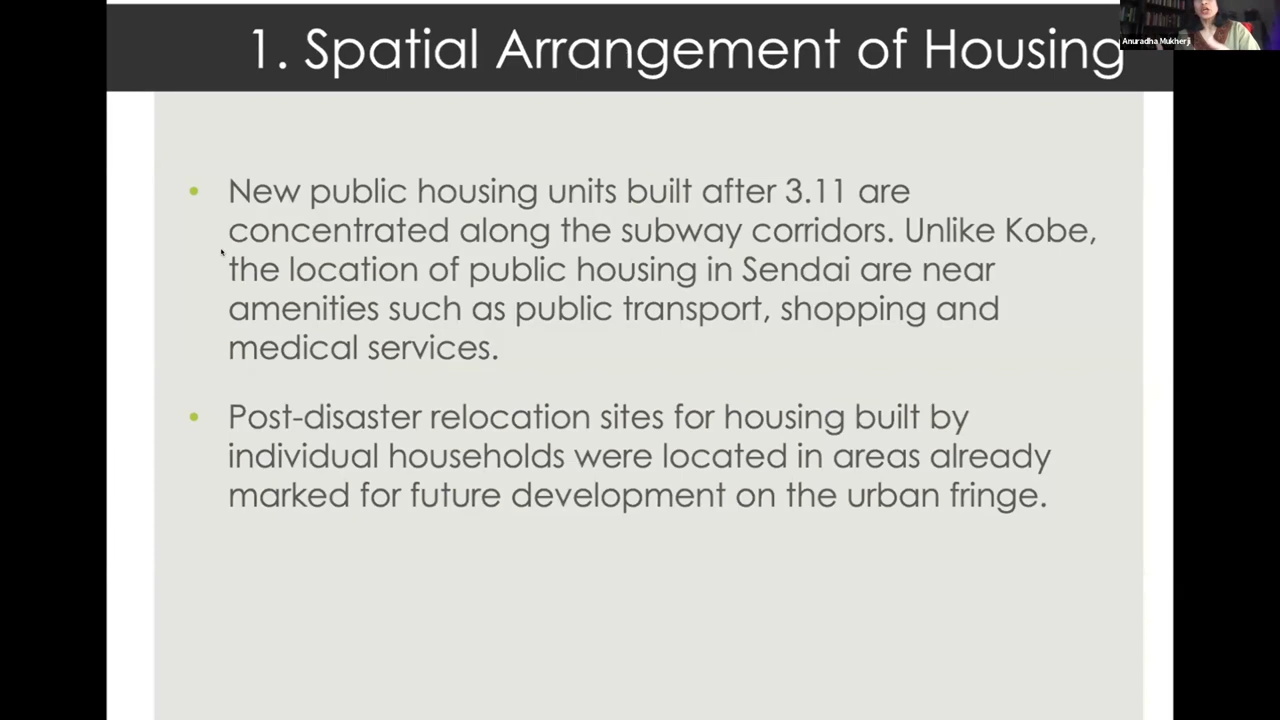 1. Spatial Arrangement of Housing
Anuradha Mukherji
• New public housing units built after 3.11 are
concentrated along the subway corridors. Unlike Kobe,
the location of public housing in Sendai are near
amenities such as public transport, shopping and
medical services.
• Post-disaster relocation sites for housing built by
individual households were located in areas already
marked for future development on the urban fringe.